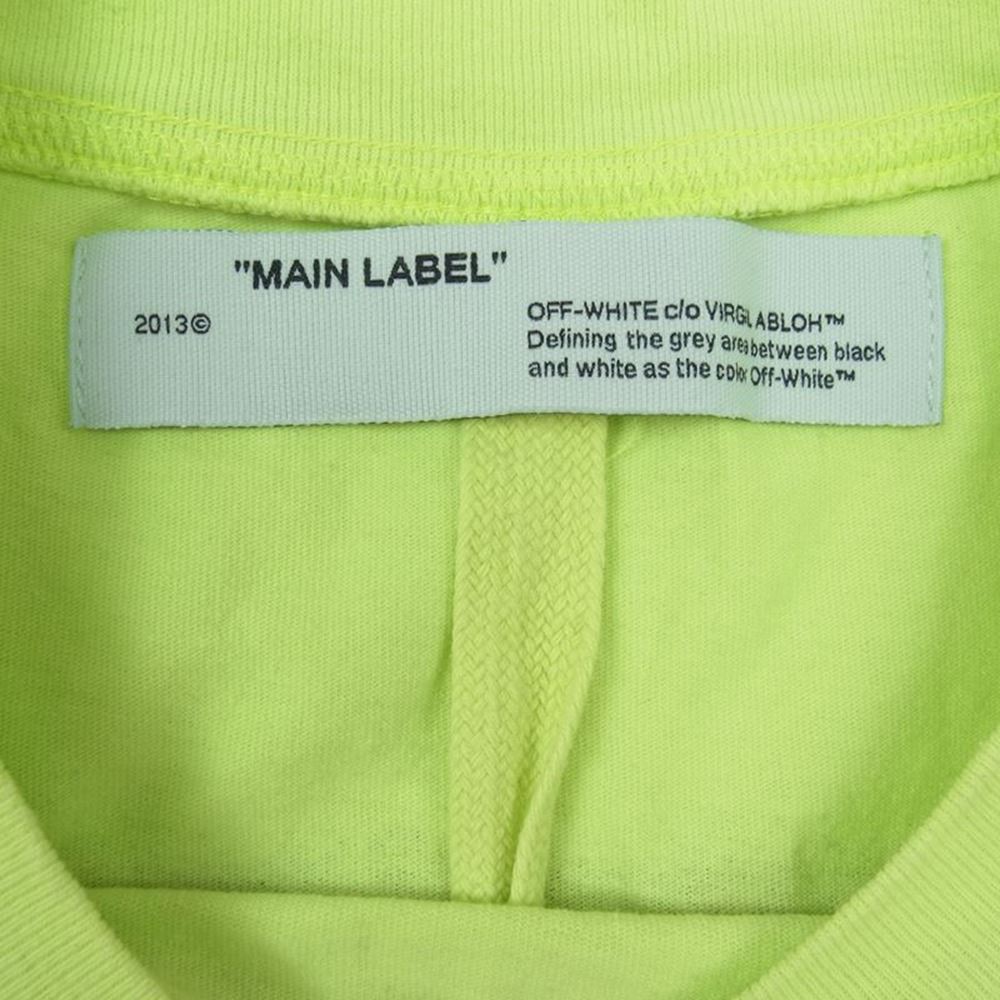 "MAIN LABEL"
2013©
OFF-WHITE c/o VIRGIL ABLOH™
Defining the grey area between black
and white as the color Off-White™